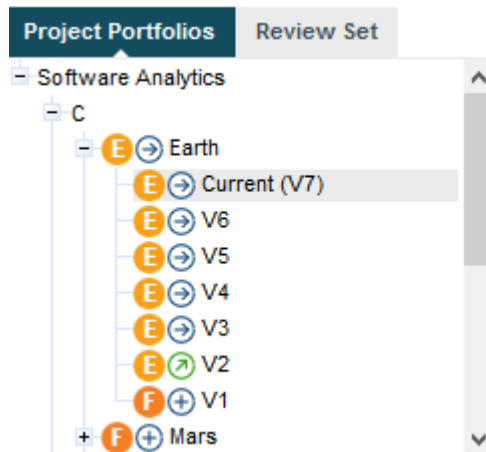 Project Portfolios Review Set
Software Analytics
C
E Earth
E Current (V7)
E V6
E V5
E V4
E V3
E V2
F V1
F Mars